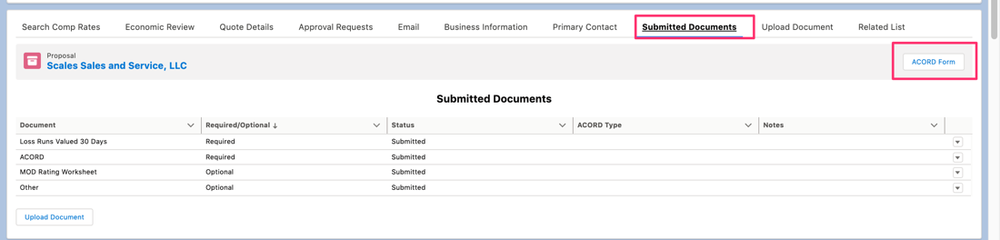 Search Comp Rates Economic Review Quote Details Approval Requests Email Business Information Primary Contact Submitted Documents Upload Document Related List
Proposal
Scales Sales and Service, LLC
ACORD Form
Submitted Documents
Document Required/Optional ↓ Status ACORD Type Notes
Loss Runs Valued 30 Days Required Submitted
ACORD Required Submitted
MOD Rating Worksheet Optional Submitted
Other Optional Submitted
Upload Document